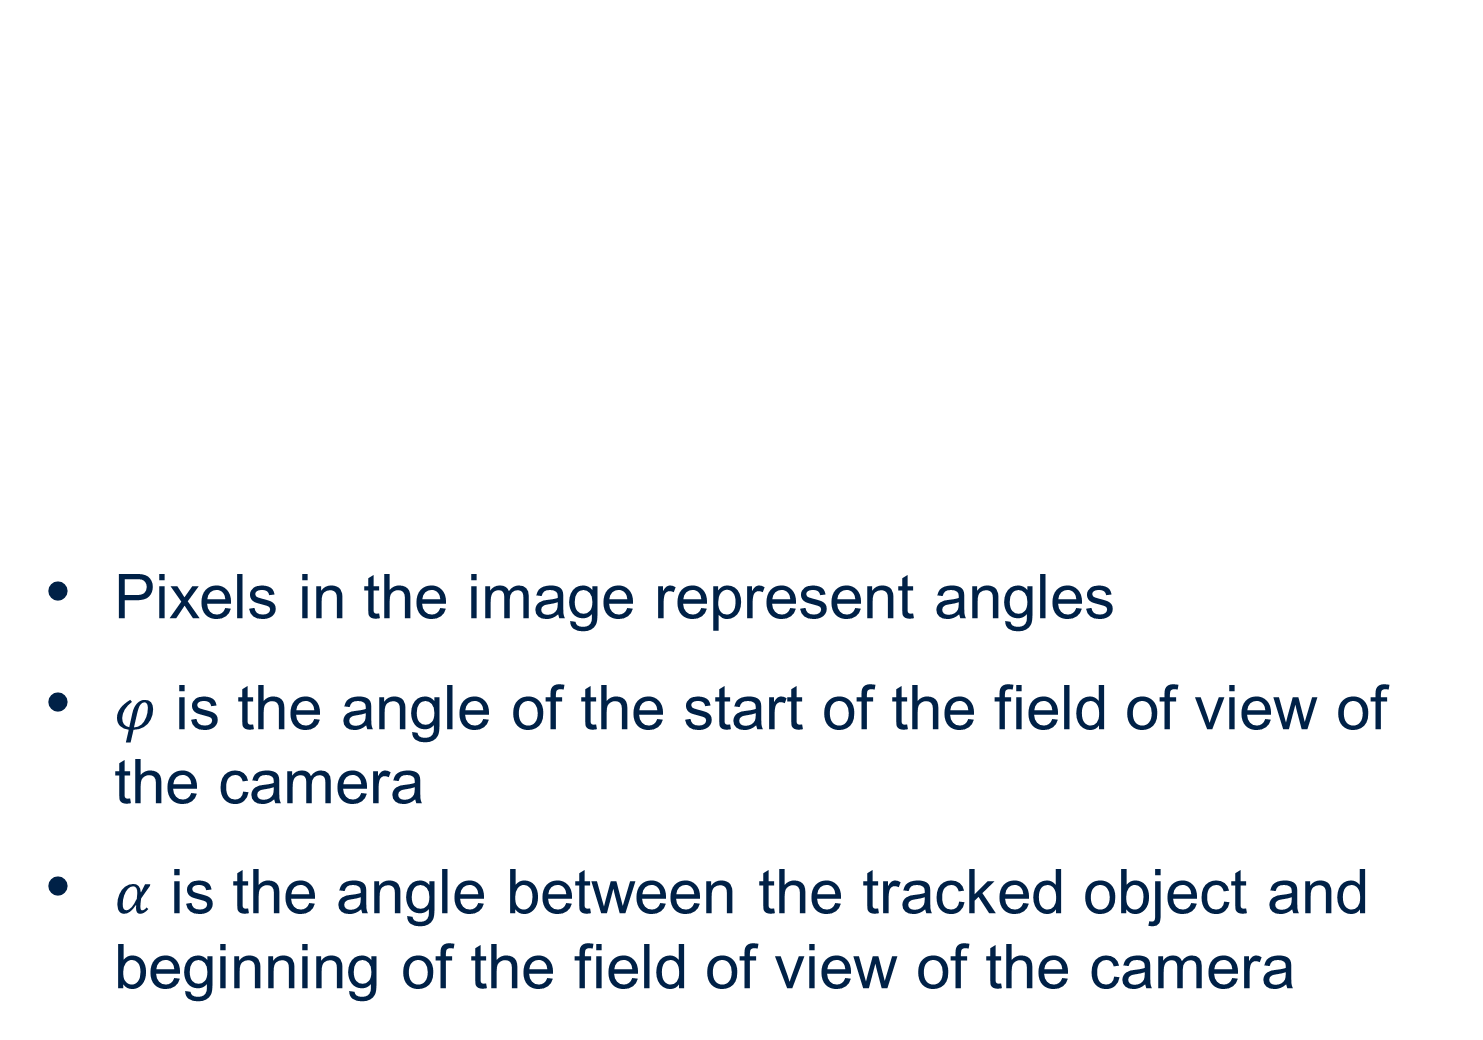 • Pixels in the image represent angles
• 𝜑 is the angle of the start of the field of view of
the camera
• 𝛼 is the angle between the tracked object and
beginning of the field of view of the camera